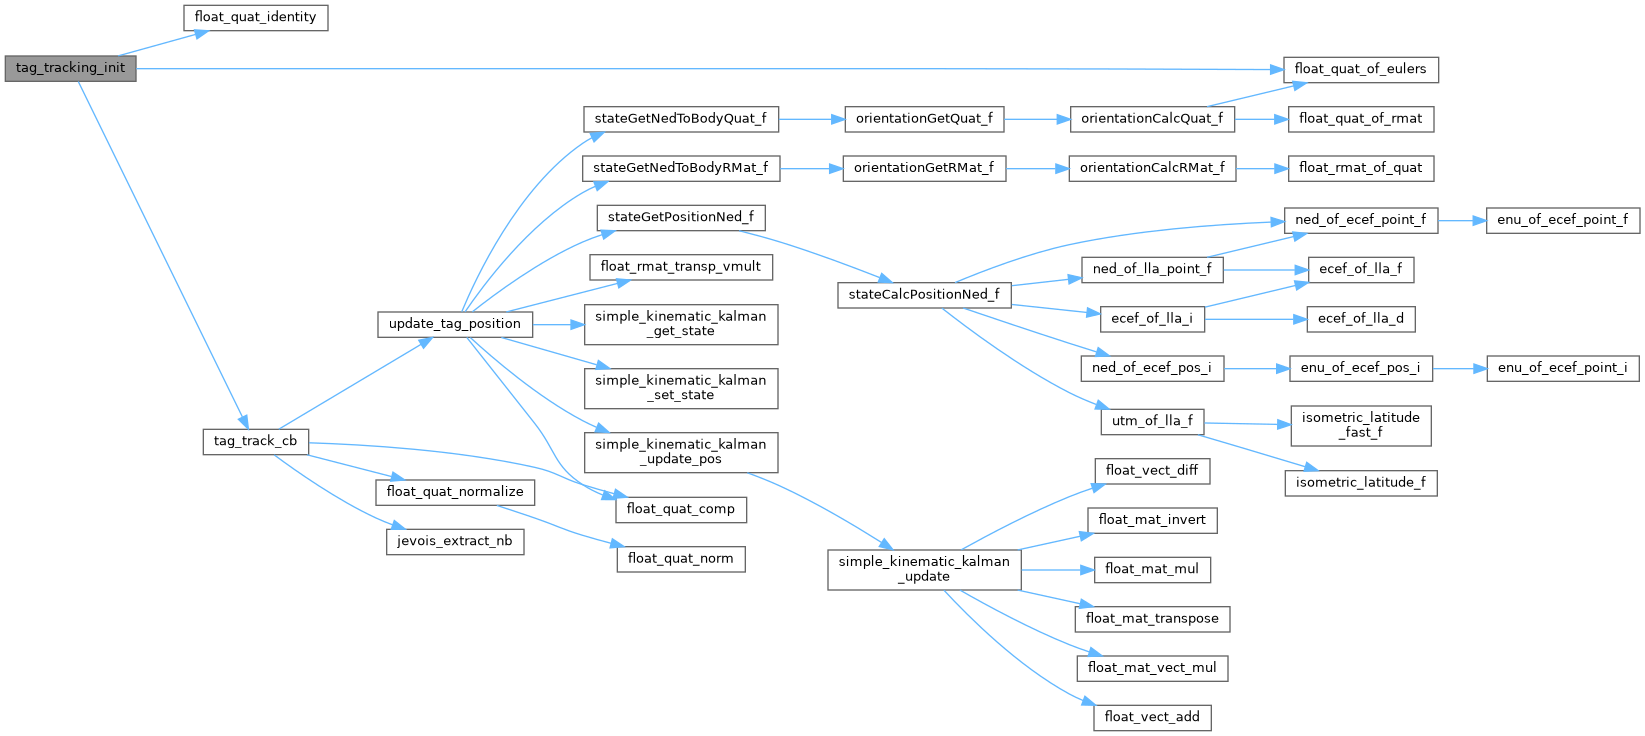 float_quat_identity
tag_tracking_init
float_quat_of_eulers
stateGetNedToBodyQuat_f
orientationGetQuat_f
orientationCalcQuat_f
float_quat_of_rmat
stateGetNedToBodyRMat_f
orientationGetRMat_f
orientationCalcRMat_f
float_rmat_of_quat
stateGetPositionNed_f
ned_of_ecef_point_f
enu_of_ecef_point_f
float_rmat_transp_vmult
ned_of_lla_point_f
ecef_of_lla_f
stateCalcPositionNed_f
update_tag_position
simple_kinematic_kalman
_get_state
ecef_of_lla_i
ecef_of_lla_d
simple_kinematic_kalman
_set_state
ned_of_ecef_pos_i
enu_of_ecef_pos_i
enu_of_ecef_point_i
tag_track_cb
simple_kinematic_kalman
_update_pos
utm_of_lla_f
isometric_latitude
_fast_f
float_vect_diff
isometric_latitude_f
float_quat_normalize
float_quat_comp
float_mat_invert
jevois_extract_nb
float_quat_norm
simple_kinematic_kalman
_update
float_mat_mul
float_mat_transpose
float_mat_vect_mul
float_vect_add